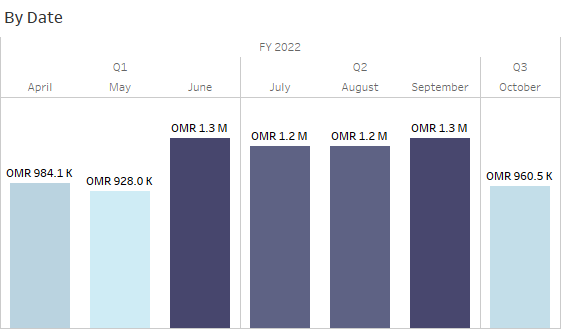 By Date
FY 2022
Q1 Q2 Q3
April May June July August September October
OMR 984.1 K OMR 928.0 K OMR 1.3 M OMR 1.2 M OMR 1.2 M OMR 1.3 M OMR 960.5 K